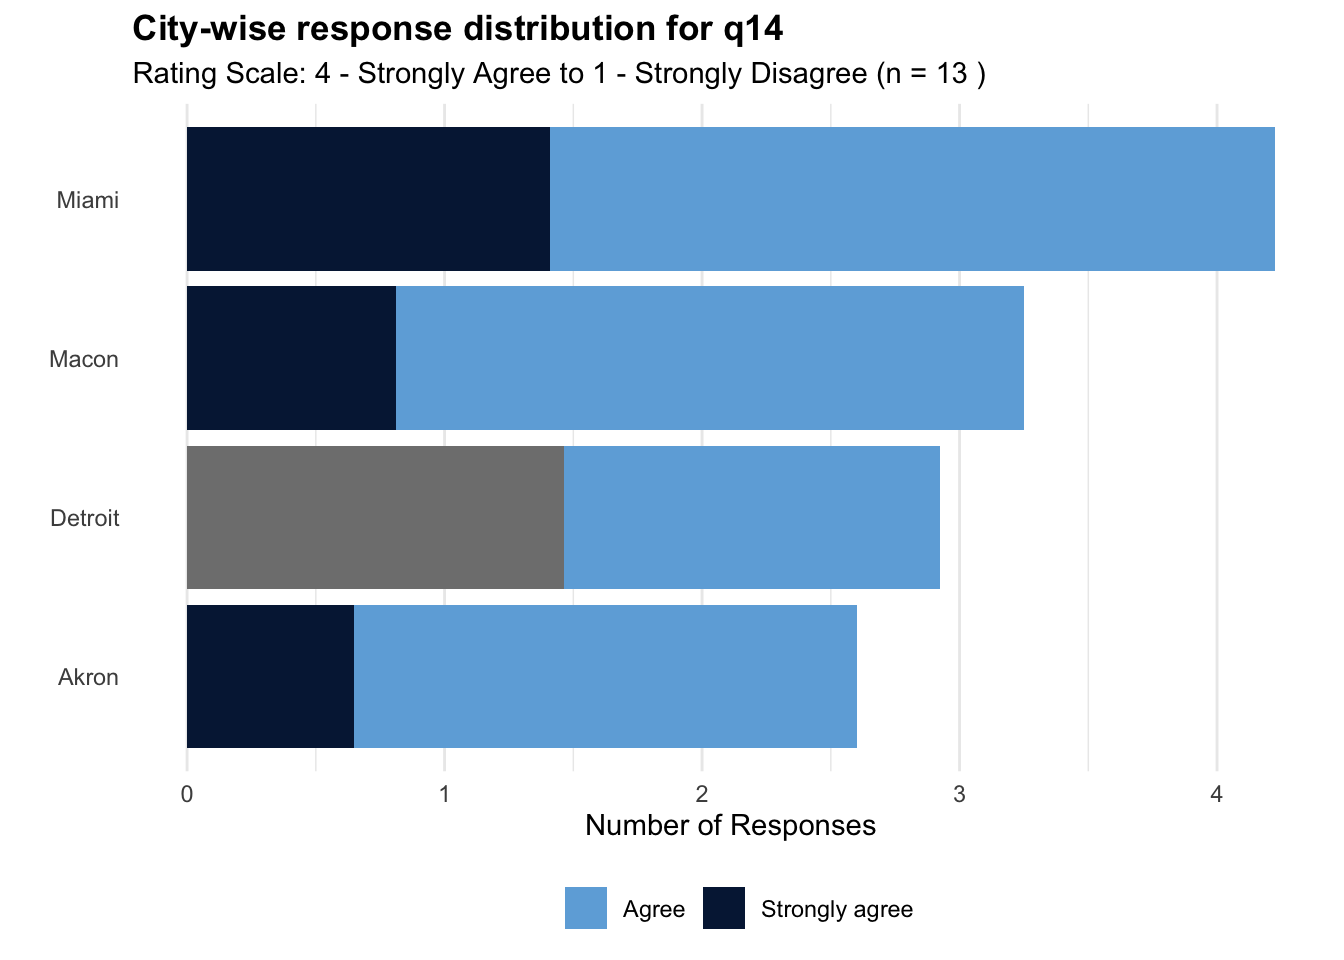 City-wise response distribution for q14
Rating Scale: 4 - Strongly Agree to 1 - Strongly Disagree (n = 13 )
Miami
Macon
Detroit
Akron
0 1 2 3 4
Number of Responses
Agree Strongly agree